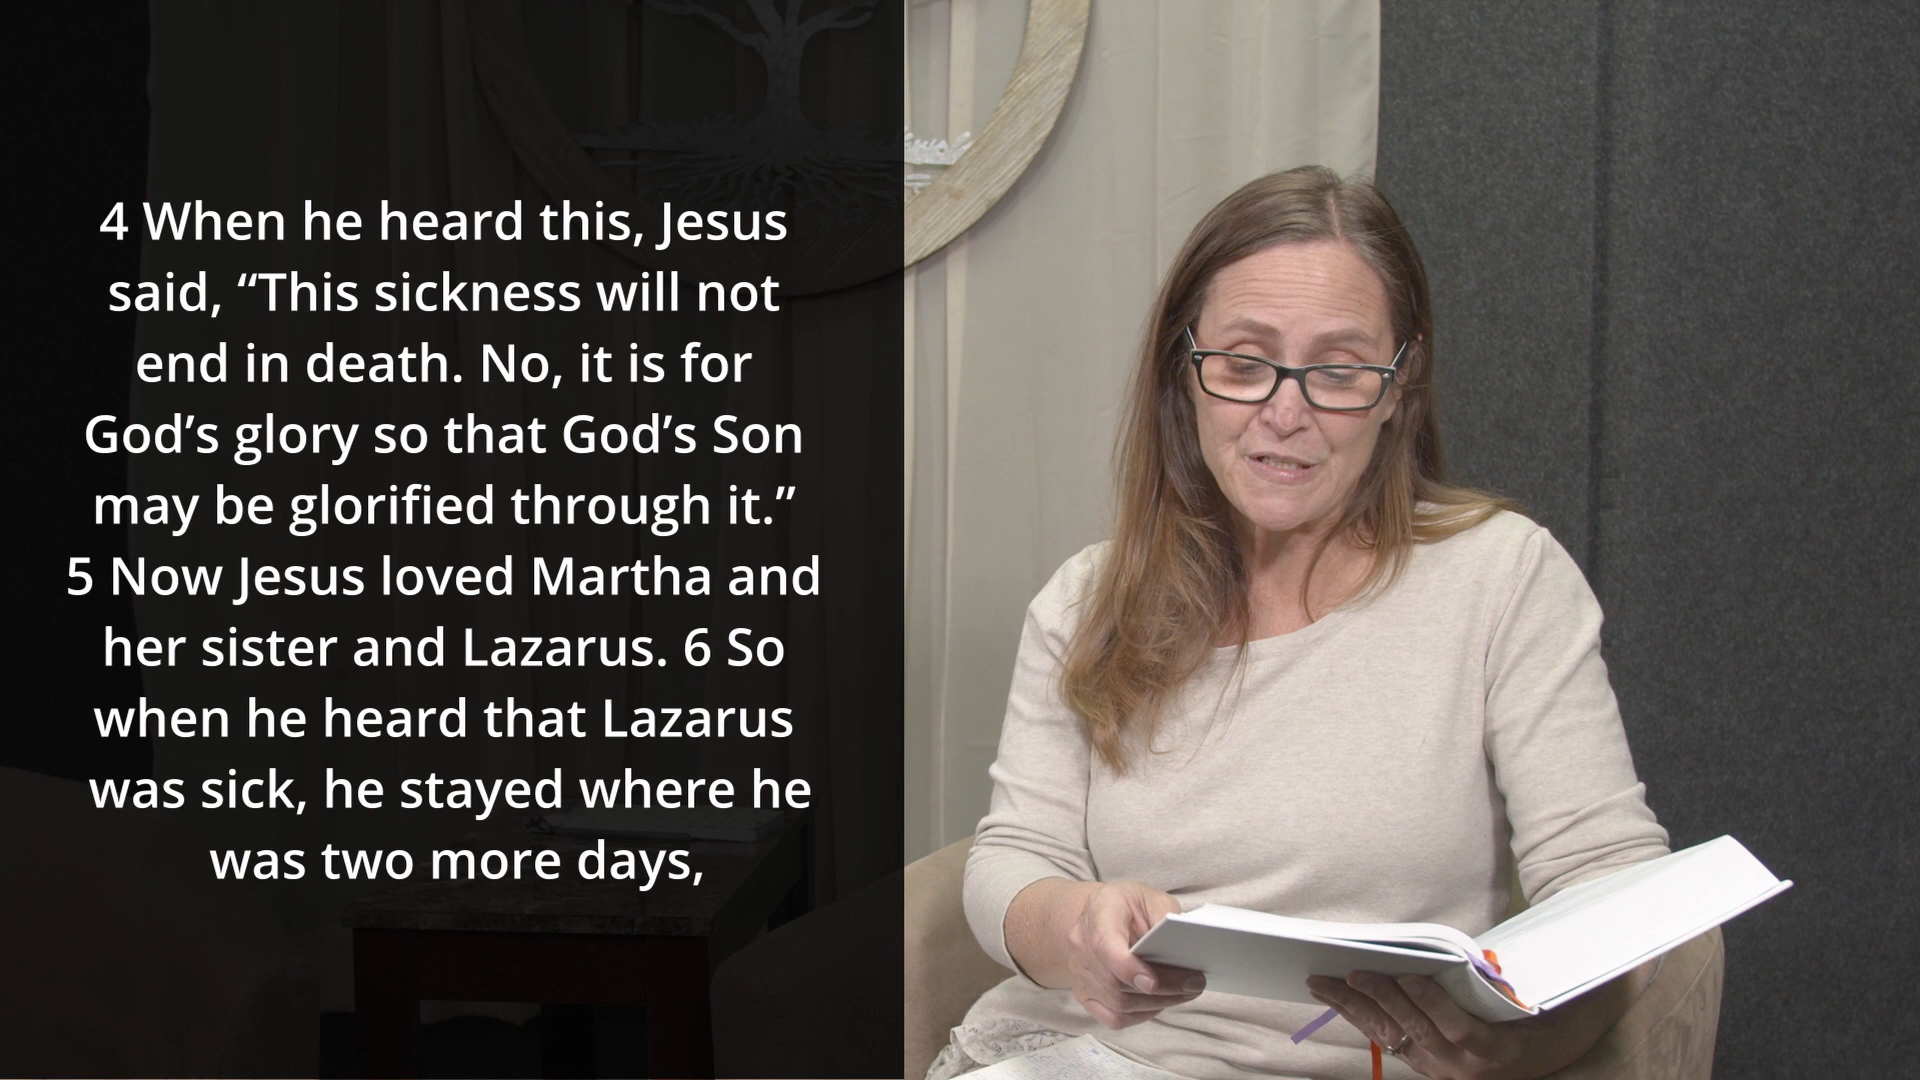 4 When he heard this, Jesus
said, “This sickness will not
end in death. No, it is for
God’s glory so that God’s Son
may be glorified through it.”
5 Now Jesus loved Martha and
her sister and Lazarus. 6 So
when he heard that Lazarus
was sick, he stayed where he
was two more days,